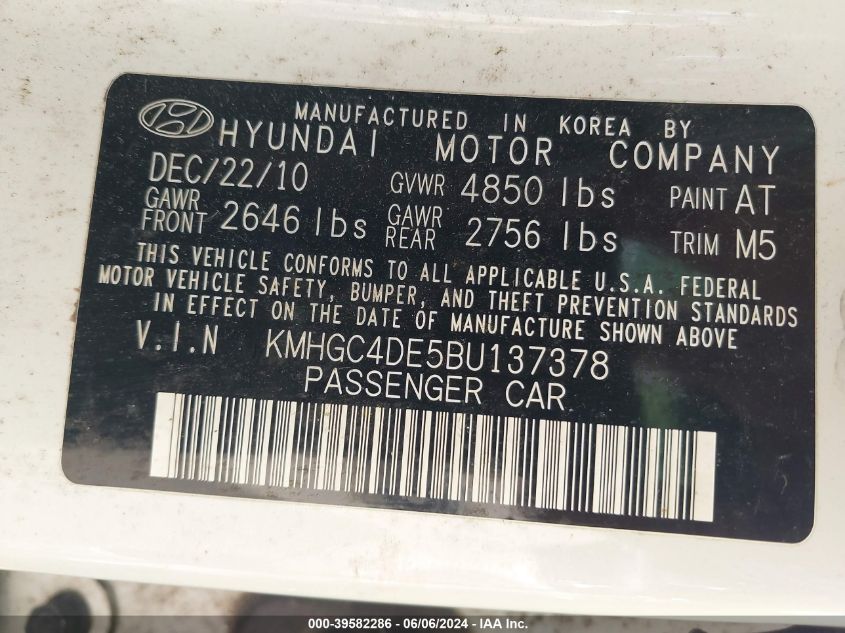 MANUFACTURED IN KOREA BY
HYUNDAI MOTOR COMPANY
DEC/22/10 GVWR 4850 lbs PAINT AT
GAWR FRONT 2646 lbs GAWR REAR 2756 lbs TRIM M5
THIS VEHICLE CONFORMS TO ALL APPLICABLE U.S.A. FEDERAL
MOTOR VEHICLE SAFETY, BUMPER, AND THEFT PREVENTION STANDARDS
IN EFFECT ON THE DATE OF MANUFACTURE SHOWN ABOVE
V.I.N KMHGC4DE5BU137378
PASSENGER CAR
000-39582286 - 06/06/2024 - IAA Inc.